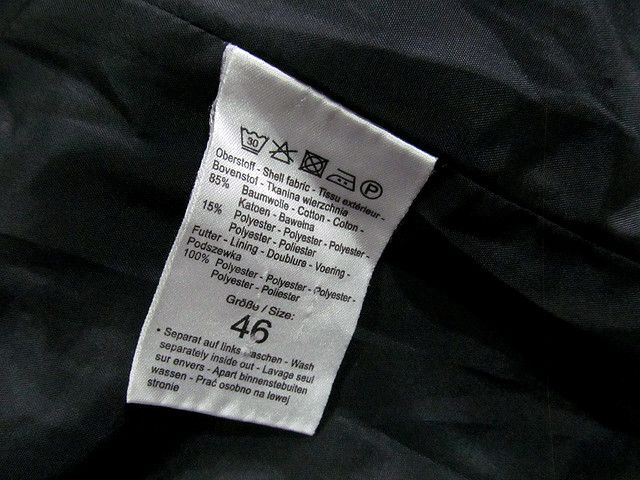 30 P
Oberstoff - Shell fabric - Tissu extérieur -
Bovenstof - Tkanina wierzchnia
85% Baumwolle - Cotton - Coton -
Katoen - Bawełna
15% Polyester - Polyester - Polyester -
Polyester - Poliester
Futter - Lining - Doublure - Voering -
Podszewka
100% Polyester - Polyester - Polyester -
Polyester - Poliester
Größe / Size:
46
• Separat auf links waschen - Wash
separately inside out - Lavage seul
sur envers - Apart binnenstebuiten
wassen - Prać osobno na lewej
stronie